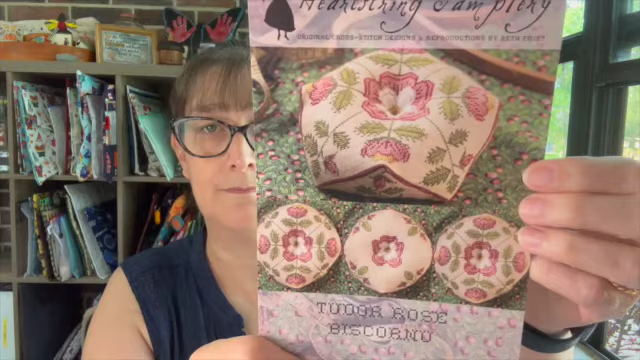 Heartstring Samplery
ORIGINAL CROSS-STITCH DESIGNS & REPRODUCTIONS BY BETH TWIST
TUDOR ROSE
BISCORNU